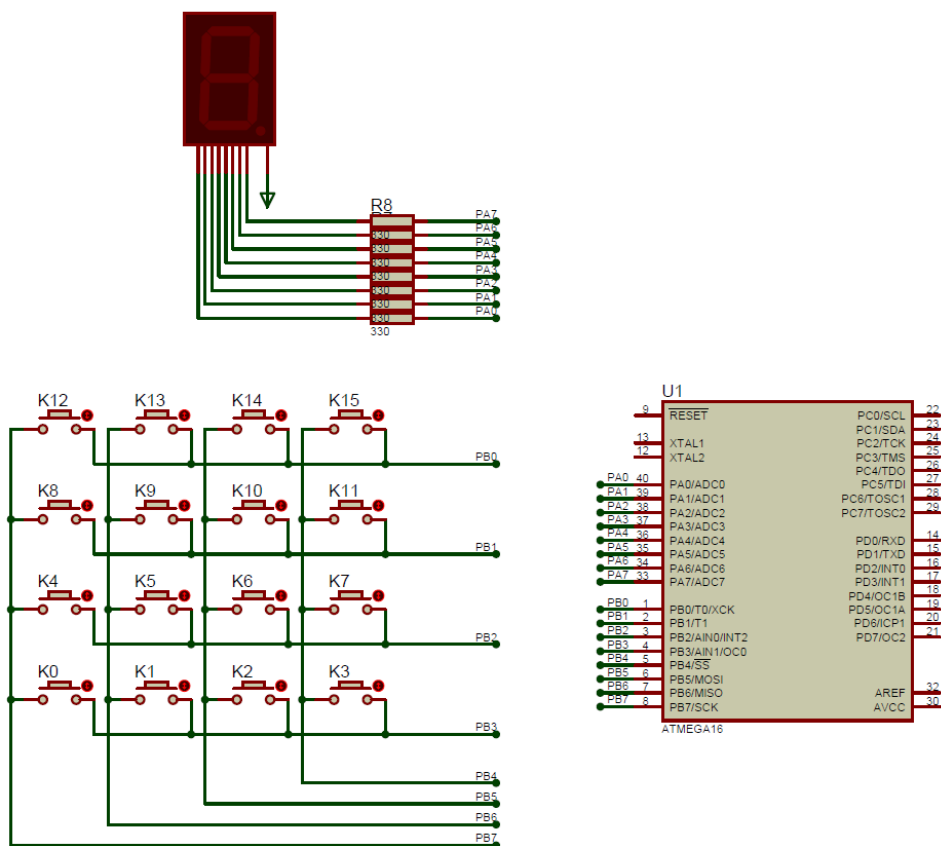 R8
PA7
PA6
330
PA5
330
PA4
330
PA3
330
PA2
330
PA1
330
PA0
330
330
K12 K13 K14 K15
PB0
K8 K9 K10 K11
PB1
K4 K5 K6 K7
PB2
K0 K1 K2 K3
PB3
PB4
PB5
PB6
PB7
U1
9 RESET PC0/SCL 22
PC1/SDA 23
13 XTAL1 PC2/TCK 24
12 XTAL2 PC3/TMS 25
PC4/TDO 26
PA0 40 PA0/ADC0 PC5/TDI 27
PA1 39 PA1/ADC1 PC6/TOSC1 28
PA2 38 PA2/ADC2 PC7/TOSC2 29
PA3 37 PA3/ADC3
PA4 36 PA4/ADC4 PD0/RXD 14
PA5 35 PA5/ADC5 PD1/TXD 15
PA6 34 PA6/ADC6 PD2/INT0 16
PA7 33 PA7/ADC7 PD3/INT1 17
PD4/OC1B 18
PB0 1 PB0/T0/XCK PD5/OC1A 19
PB1 2 PB1/T1 PD6/ICP1 20
PB2 3 PB2/AIN0/INT2 PD7/OC2 21
PB3 4 PB3/AIN1/OC0
PB4 5 PB4/SS
PB5 6 PB5/MOSI
PB6 7 PB6/MISO AREF 32
PB7 8 PB7/SCK AVCC 30
ATMEGA16